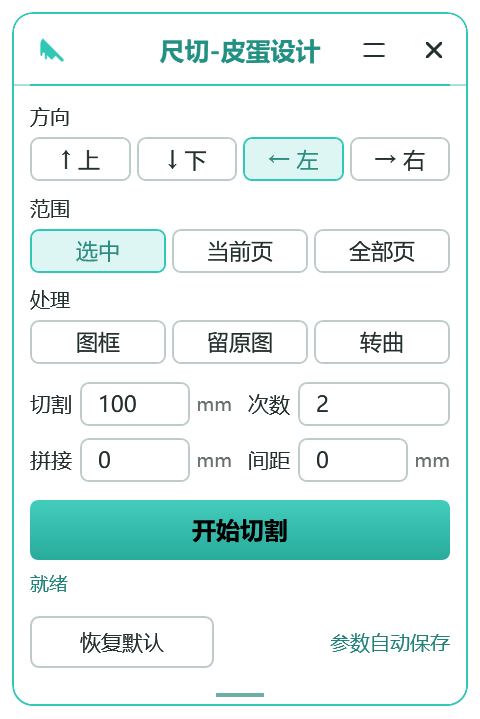 尺切-皮蛋设计
方向
↑上 ↓下 ←左 →右
范围
选中 当前页 全部页
处理
图框 留原图 转曲
切割 100 mm 次数 2
拼接 0 mm 间距 0 mm
开始切割
就绪
恢复默认 参数自动保存